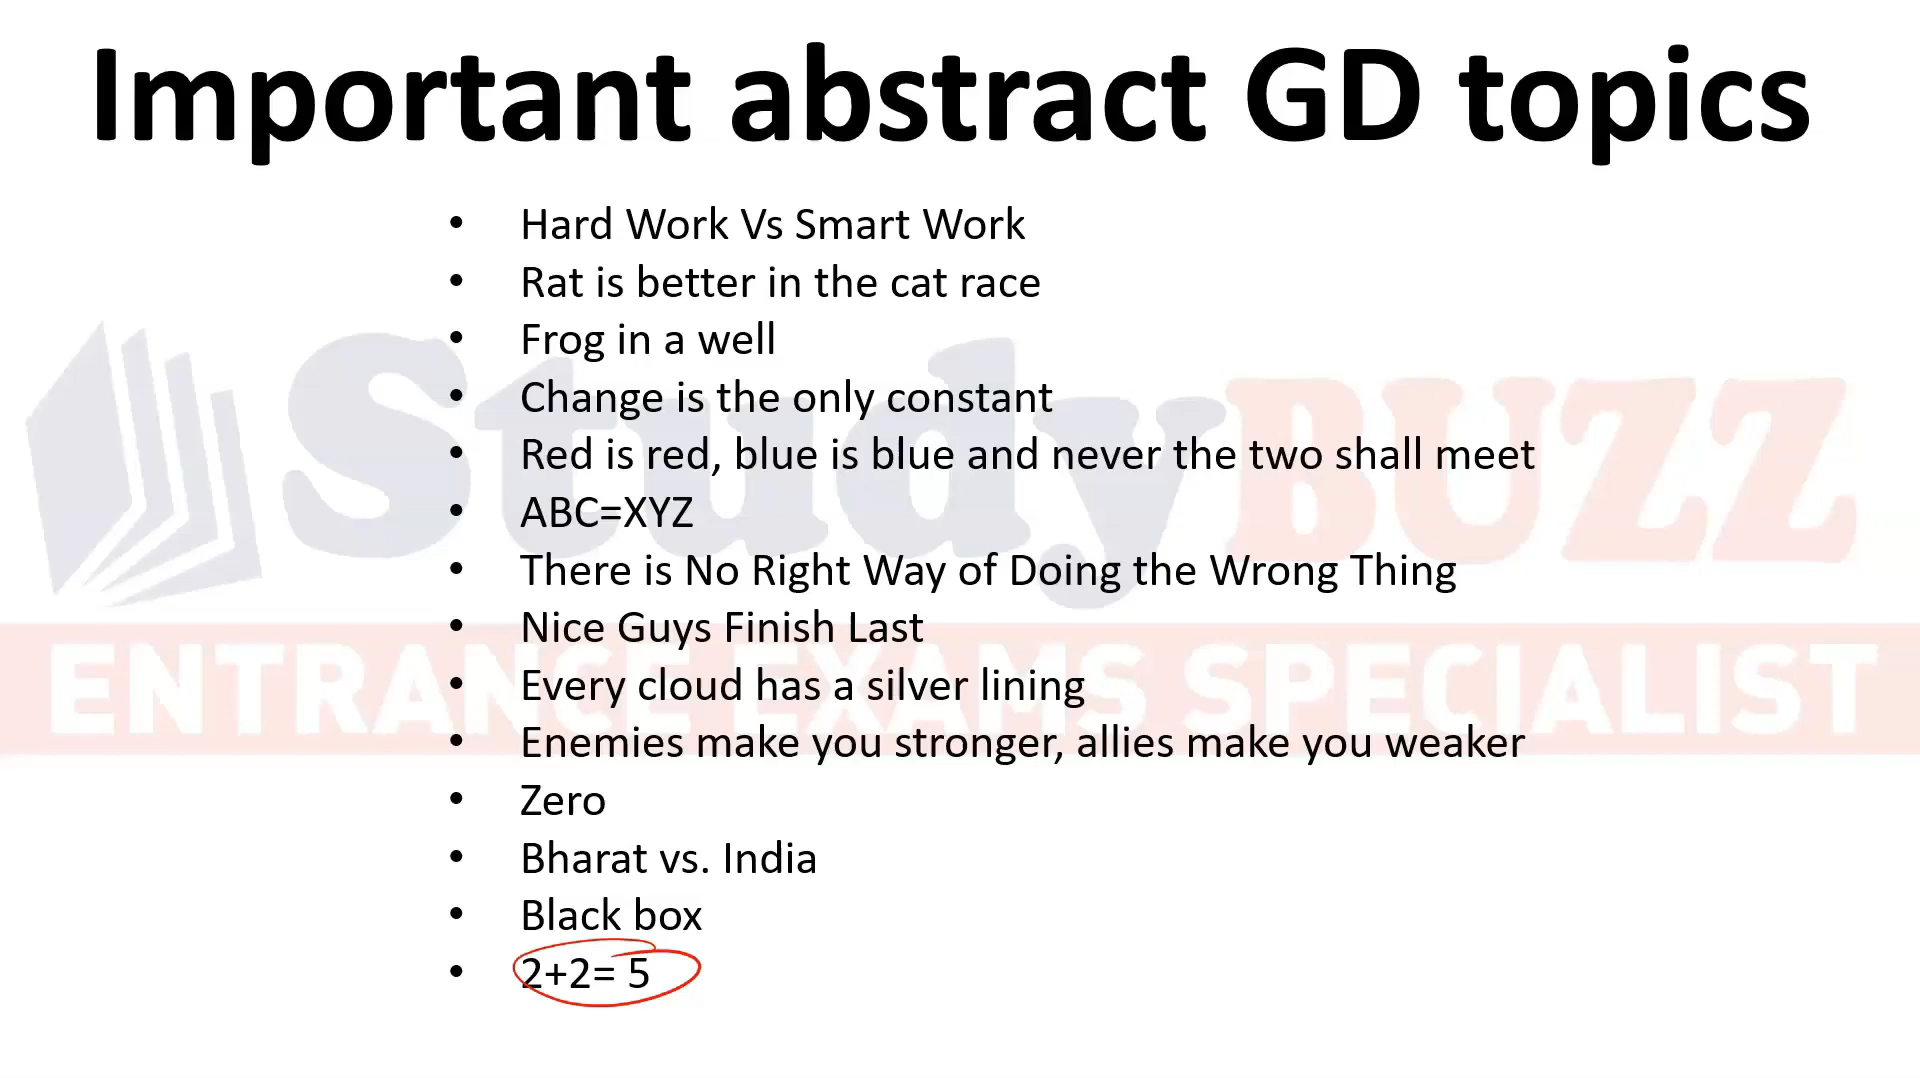 Important abstract GD topics
• Hard Work Vs Smart Work
• Rat is better in the cat race
• Frog in a well
• Change is the only constant
• Red is red, blue is blue and never the two shall meet
• ABC=XYZ
• There is No Right Way of Doing the Wrong Thing
• Nice Guys Finish Last
• Every cloud has a silver lining
• Enemies make you stronger, allies make you weaker
• Zero
• Bharat vs. India
• Black box
• 2+2= 5
StudyBUZZ
ENTRANCE EXAMS SPECIALIST